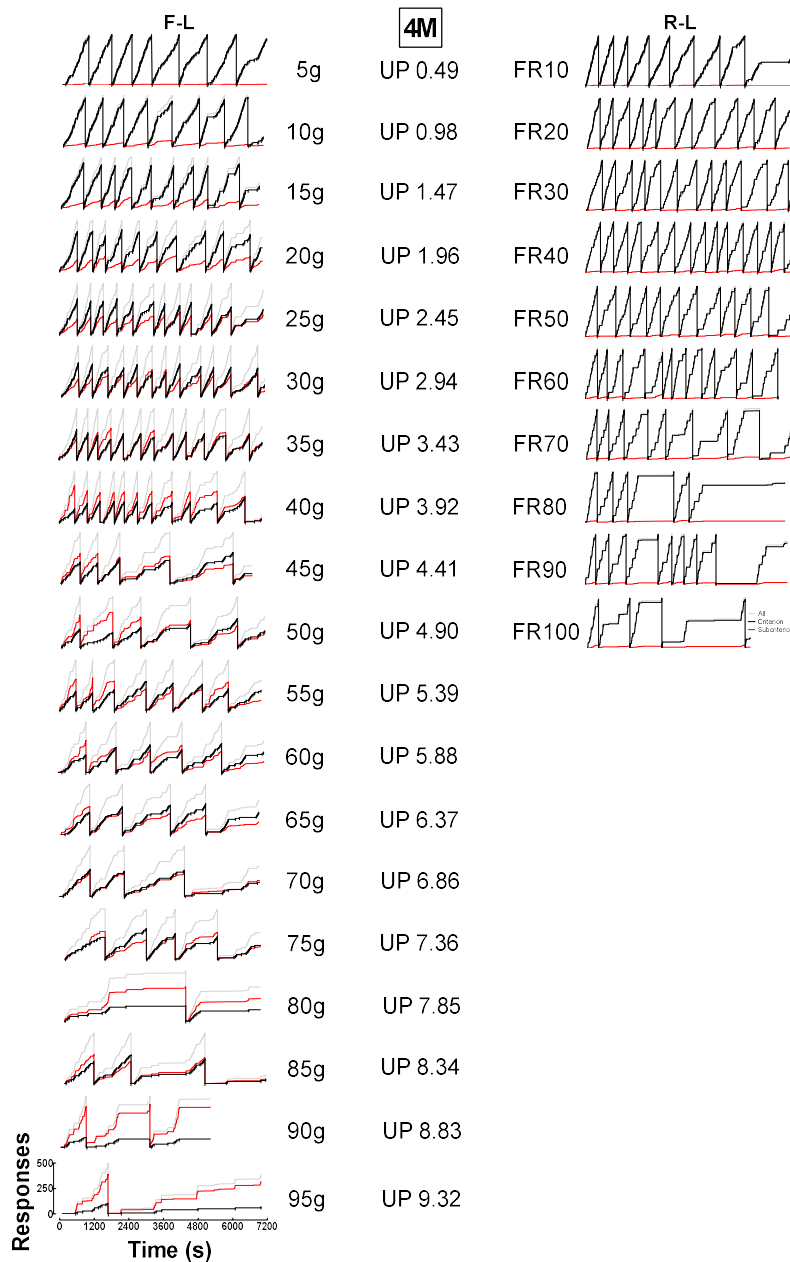 F-L 4M R-L
5g UP 0.49 FR10
10g UP 0.98 FR20
15g UP 1.47 FR30
20g UP 1.96 FR40
25g UP 2.45 FR50
30g UP 2.94 FR60
35g UP 3.43 FR70
40g UP 3.92 FR80
45g UP 4.41 FR90
50g UP 4.90 FR100
All
Criterion
Subcriterio
55g UP 5.39
60g UP 5.88
65g UP 6.37
70g UP 6.86
75g UP 7.36
80g UP 7.85
85g UP 8.34
90g UP 8.83
95g UP 9.32
Responses
500
250
0
0 1200 2400 3600 4800 6000 7200
Time (s)